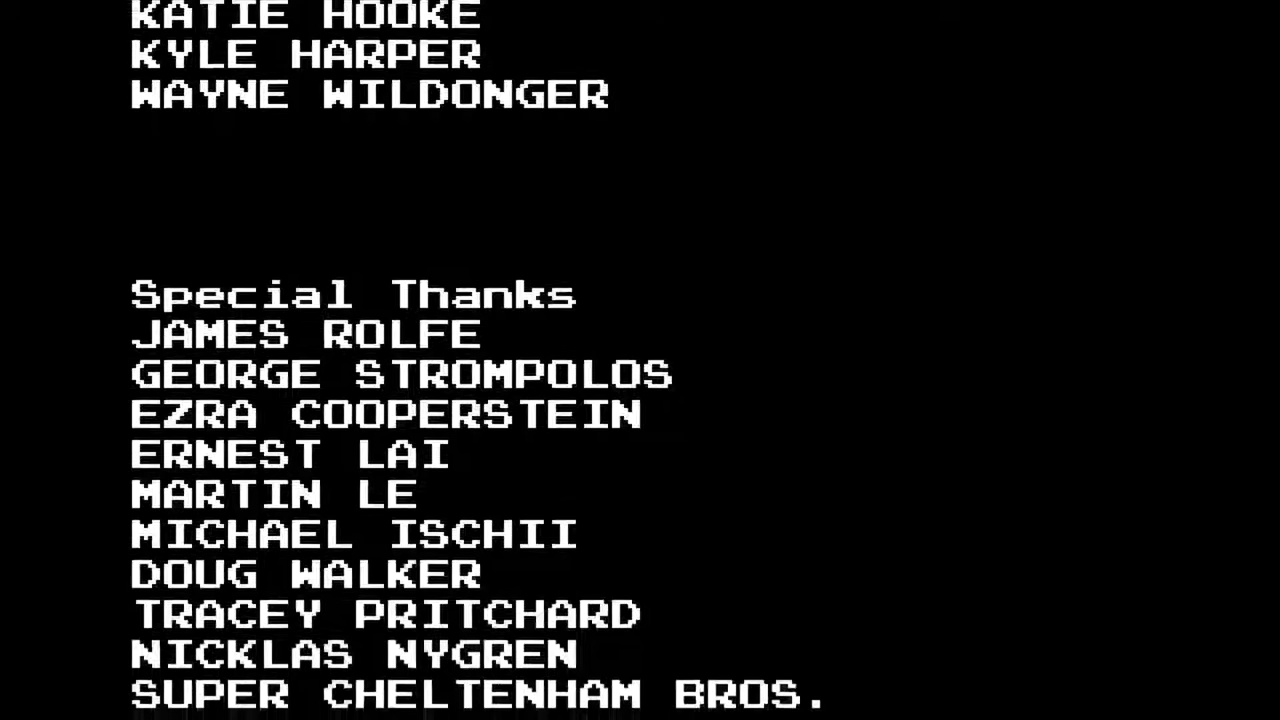 KATIE HOOKE
KYLE HARPER
WAYNE WILDONGER
Special Thanks
JAMES ROLFE
GEORGE STROMPOLOS
EZRA COOPERSTEIN
ERNEST LAI
MARTIN LE
MICHAEL ISCHII
DOUG WALKER
TRACEY PRITCHARD
NICKLAS NYGREN
SUPER CHELTENHAM BROS.